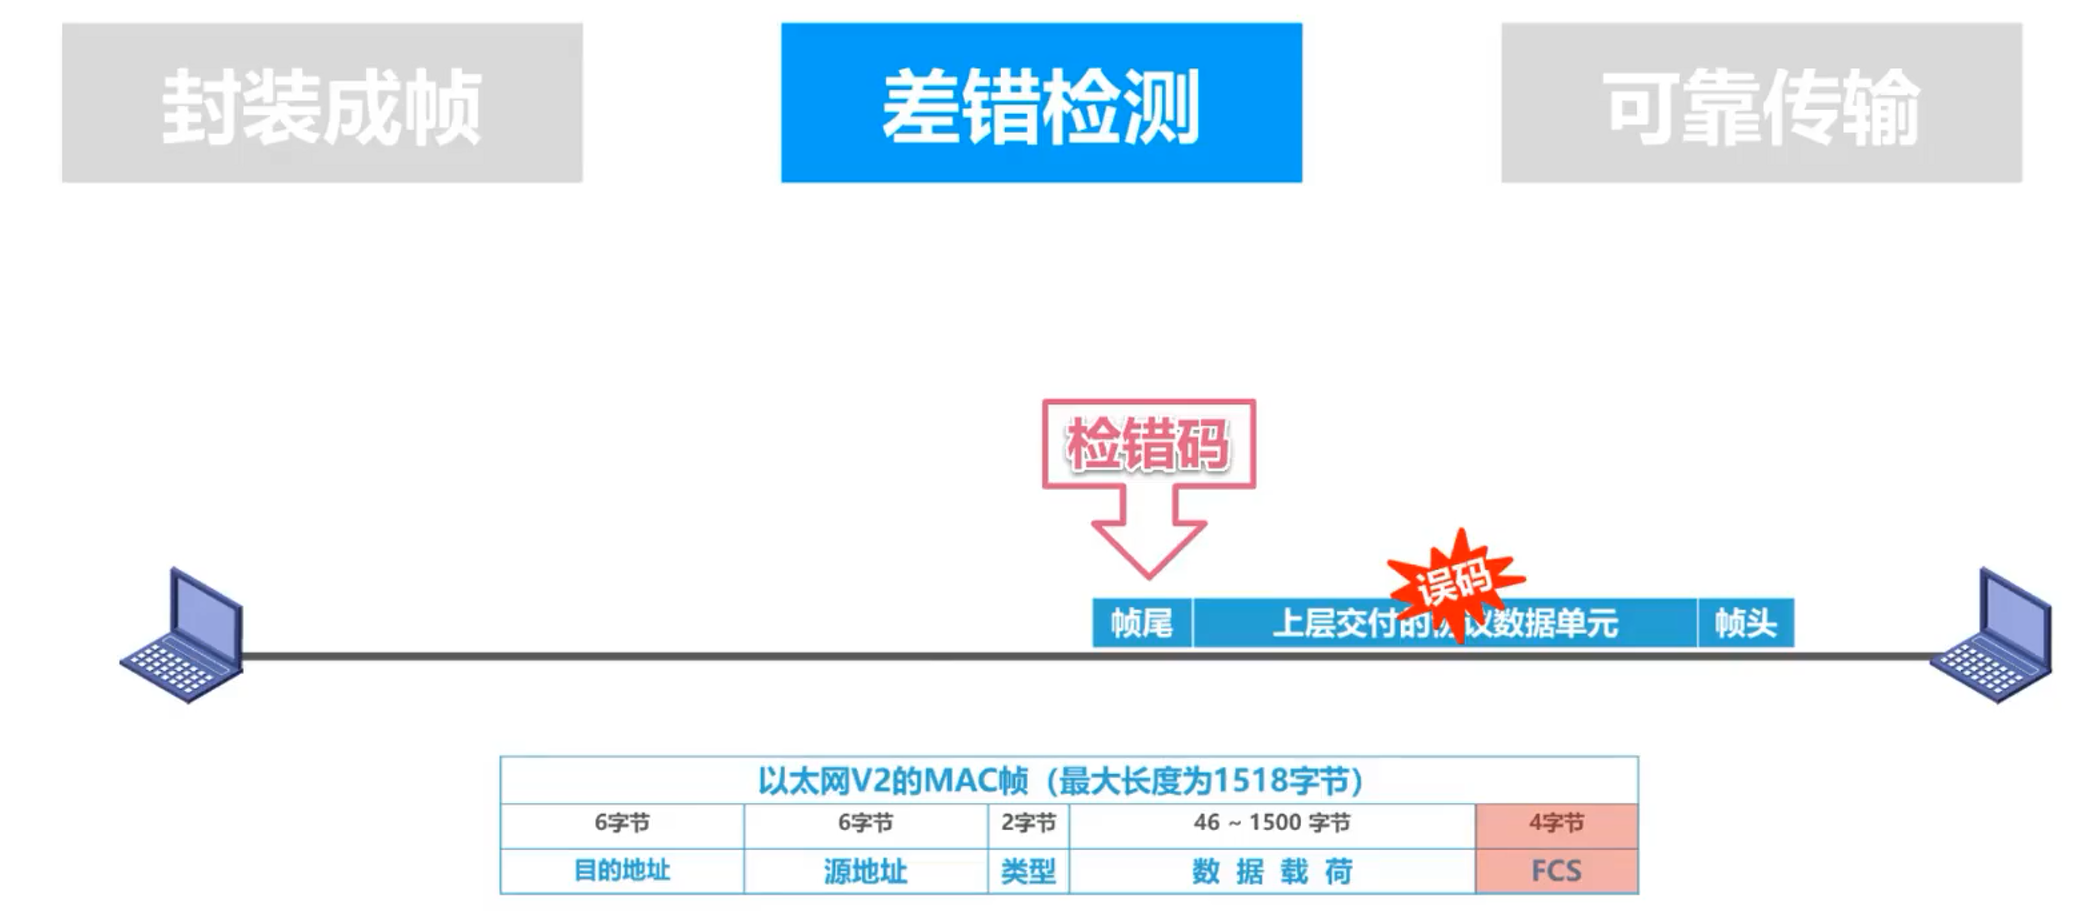 封装成帧
差错检测
可靠传输
检错码
误码
帧尾
上层交付的协议数据单元
帧头
以太网V2的MAC帧（最大长度为1518字节）
6字节
6字节
2字节
46 ~ 1500 字节
4字节
目的地址
源地址
类型
数 据 载 荷
FCS